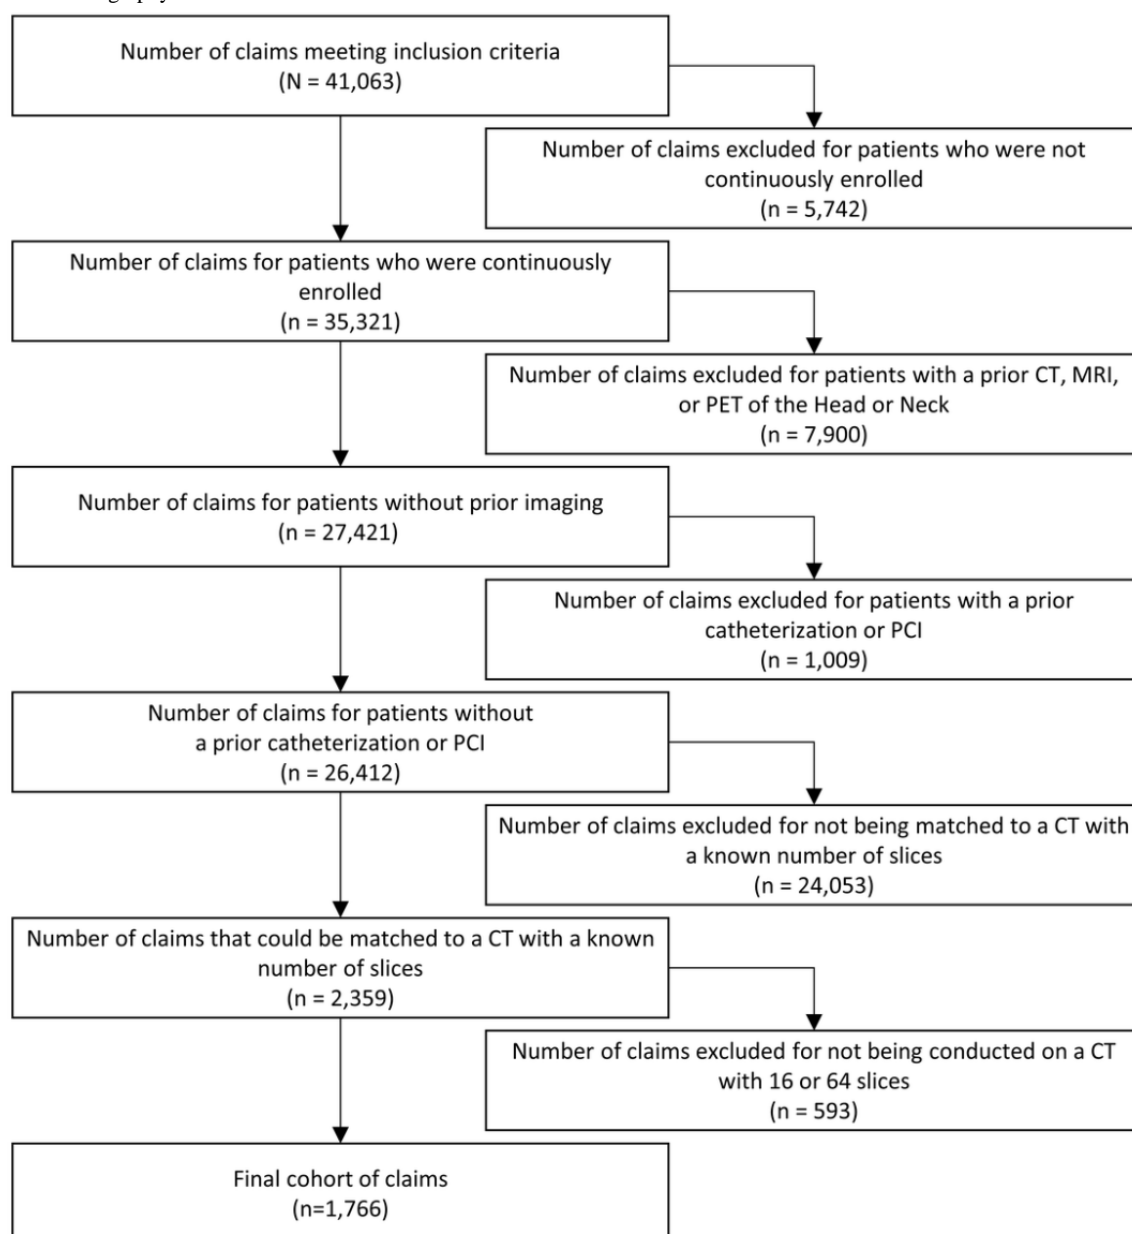 Number of claims meeting inclusion criteria
(N = 41,063)
Number of claims excluded for patients who were not
continuously enrolled
(n = 5,742)
Number of claims for patients who were continuously
enrolled
(n = 35,321)
Number of claims excluded for patients with a prior CT, MRI,
or PET of the Head or Neck
(n = 7,900)
Number of claims for patients without prior imaging
(n = 27,421)
Number of claims excluded for patients with a prior
catheterization or PCI
(n = 1,009)
Number of claims for patients without
a prior catheterization or PCI
(n = 26,412)
Number of claims excluded for not being matched to a CT with
a known number of slices
(n = 24,053)
Number of claims that could be matched to a CT with a known
number of slices
(n = 2,359)
Number of claims excluded for not being conducted on a CT
with 16 or 64 slices
(n = 593)
Final cohort of claims
(n=1,766)